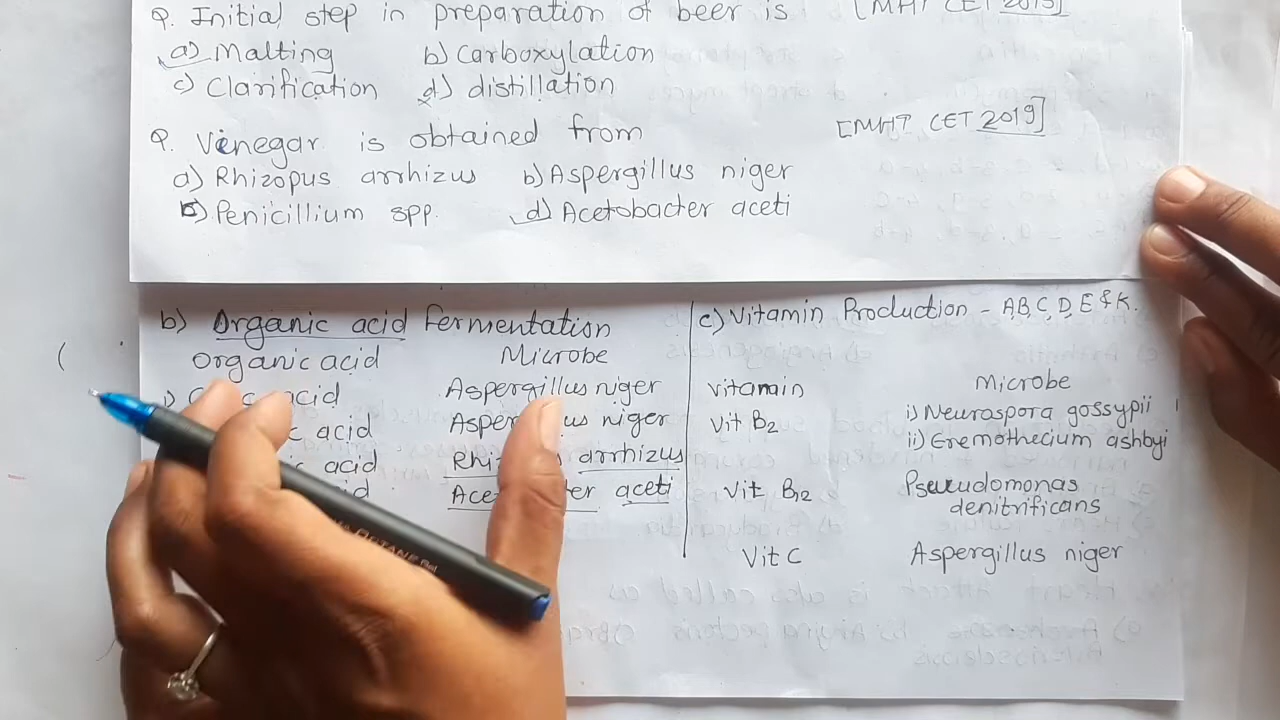 Q. Initial step in preparation of beer is [MHT CET 2015]
a) Malting b) Carboxylation
c) Clarification d) distillation
Q. Vinegar is obtained from [MHT CET 2019]
a) Rhizopus arrhizus b) Aspergillus niger
c) Penicillium spp. d) Acetobacter aceti
b) Organic acid Fermentation
Organic acid Microbe
i) acid Aspergillus niger
acid niger
acid arrhizus
aceti
c) Vitamin Production - A,B,C,D,E & K.
Vitamin Microbe
Vit B2 i) Neuraspora gossypii
ii) Eremothecium ashbyi
Vit B12 Pseudomonas
denitrificans
Vit C Aspergillus niger